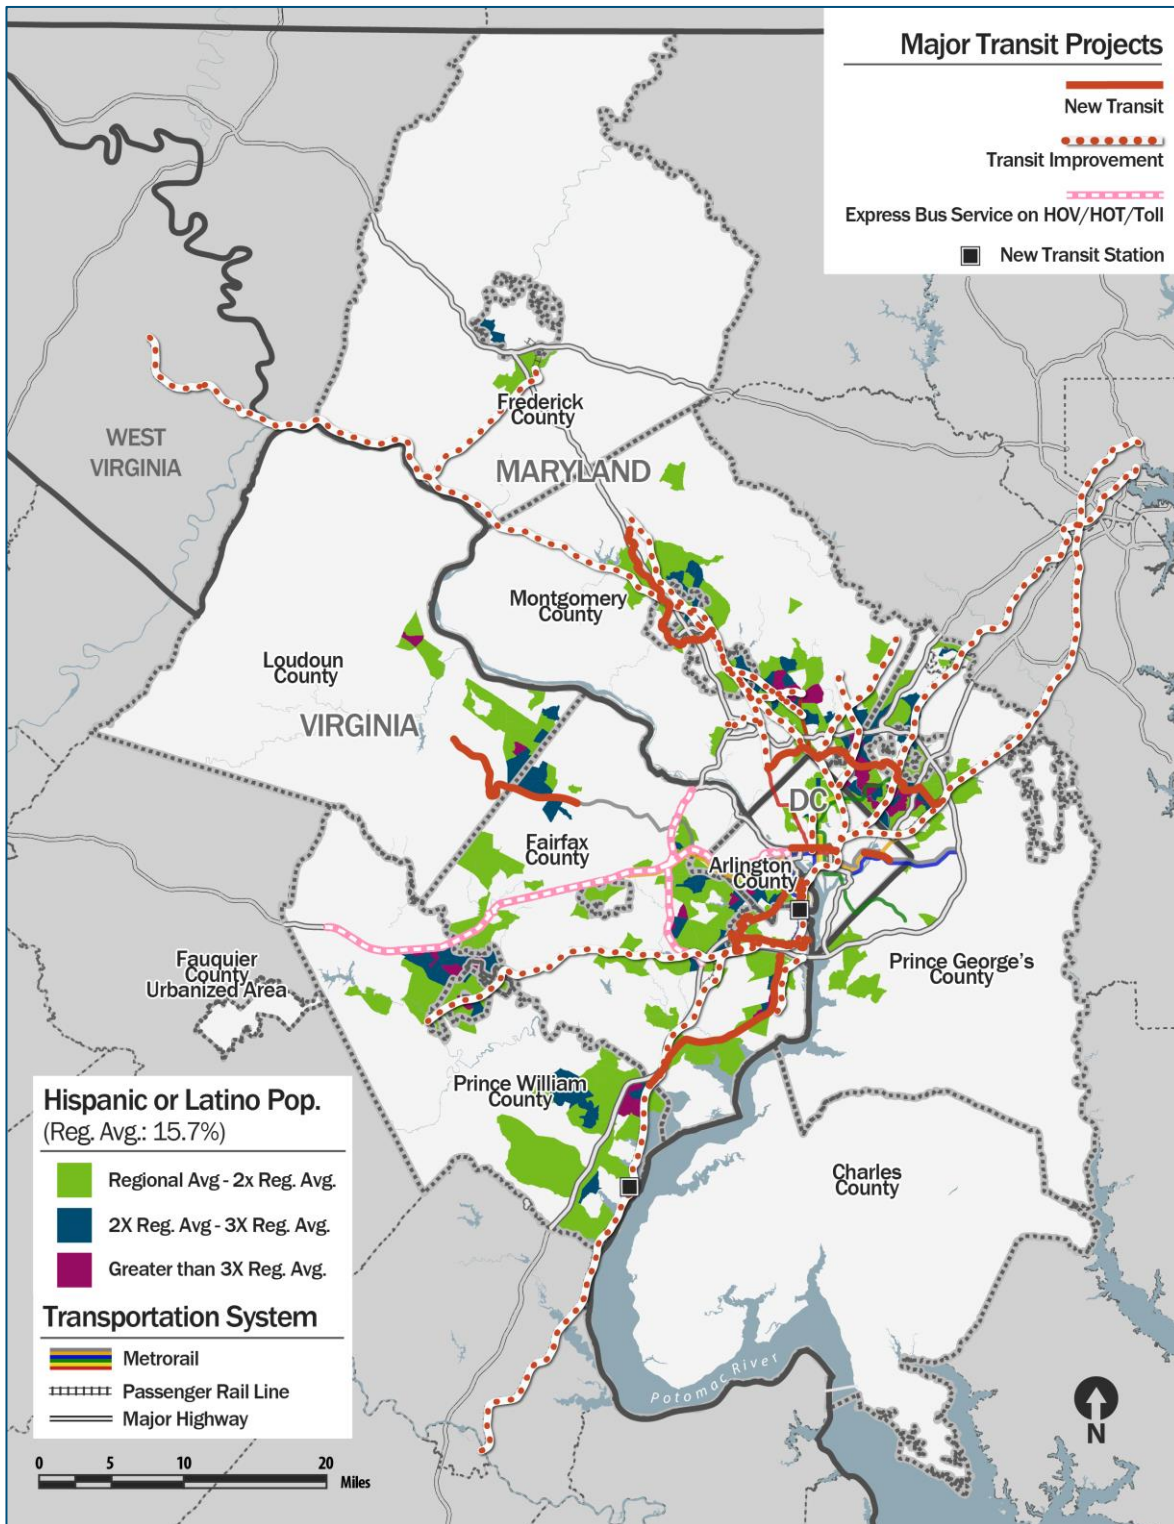 Major Transit Projects
New Transit
Transit Improvement
Express Bus Service on HOV/HOT/Toll
New Transit Station
Frederick
County
WEST
VIRGINIA
MARYLAND
Montgomery
County
Loudoun
County
VIRGINIA
DC
Fairfax
County
Arlington
County
Fauquier
County
Urbanized Area
Prince George's
County
Prince William
County
Charles
County
Potomac River
Hispanic or Latino Pop.
(Reg. Avg.: 15.7%)
Regional Avg - 2x Reg. Avg.
2X Reg. Avg - 3X Reg. Avg.
Greater than 3X Reg. Avg.
Transportation System
Metrorail
Passenger Rail Line
Major Highway
0 5 10 20
Miles
N